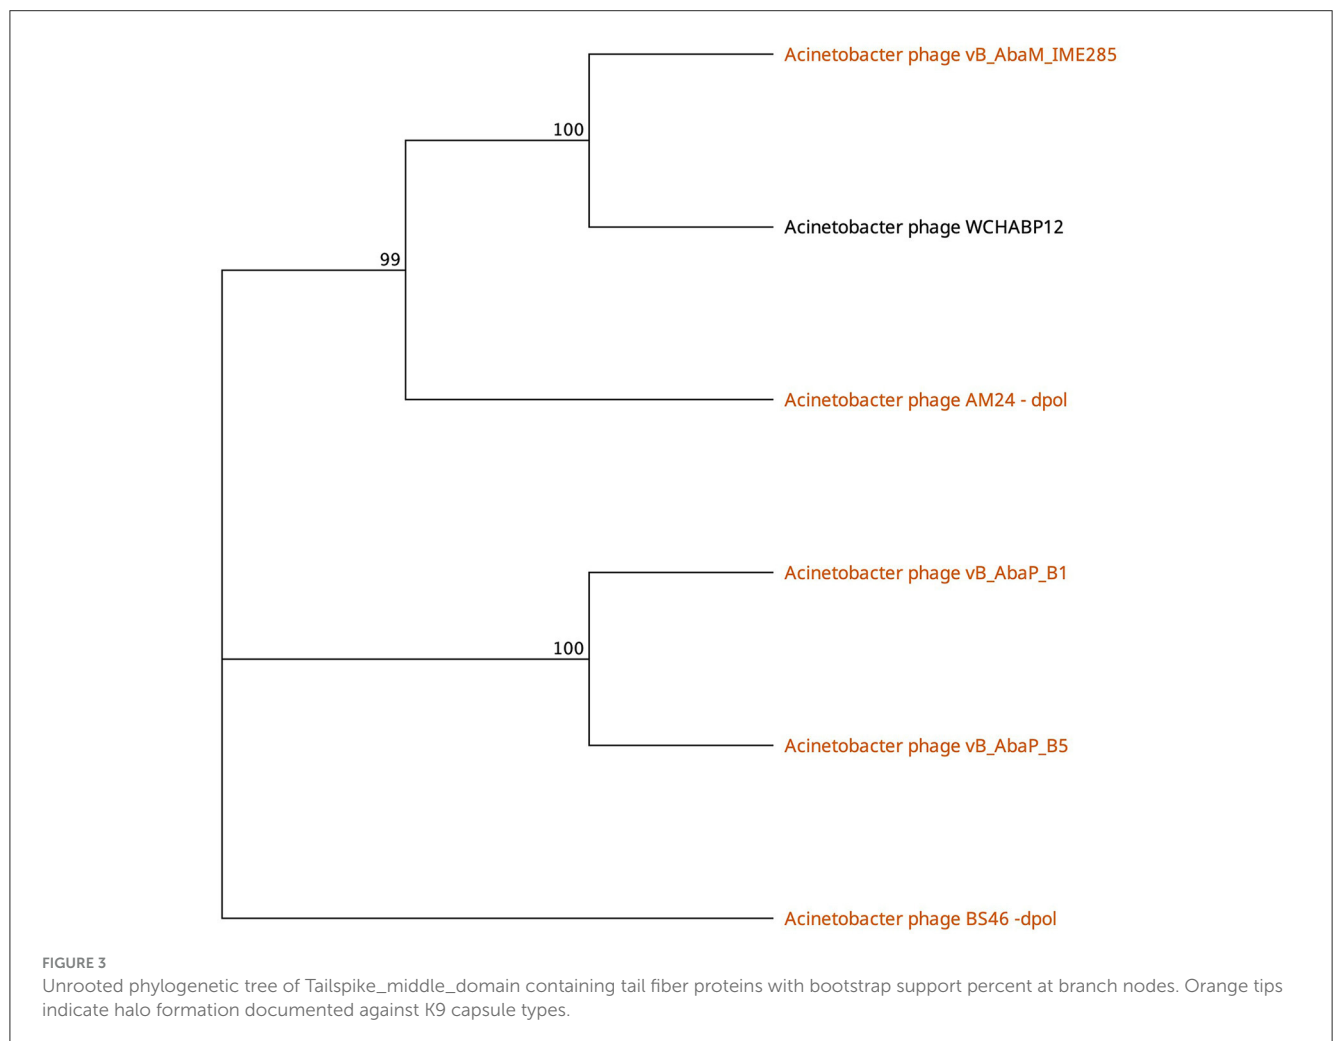 Acinetobacter phage vB_AbaM_IME285
100
Acinetobacter phage WCHABP12
99
Acinetobacter phage AM24 - dpol
Acinetobacter phage vB_AbaP_B1
100
Acinetobacter phage vB_AbaP_B5
Acinetobacter phage BS46 -dpol
FIGURE 3
Unrooted phylogenetic tree of Tailspike_middle_domain containing tail fiber proteins with bootstrap support percent at branch nodes. Orange tips
indicate halo formation documented against K9 capsule types.